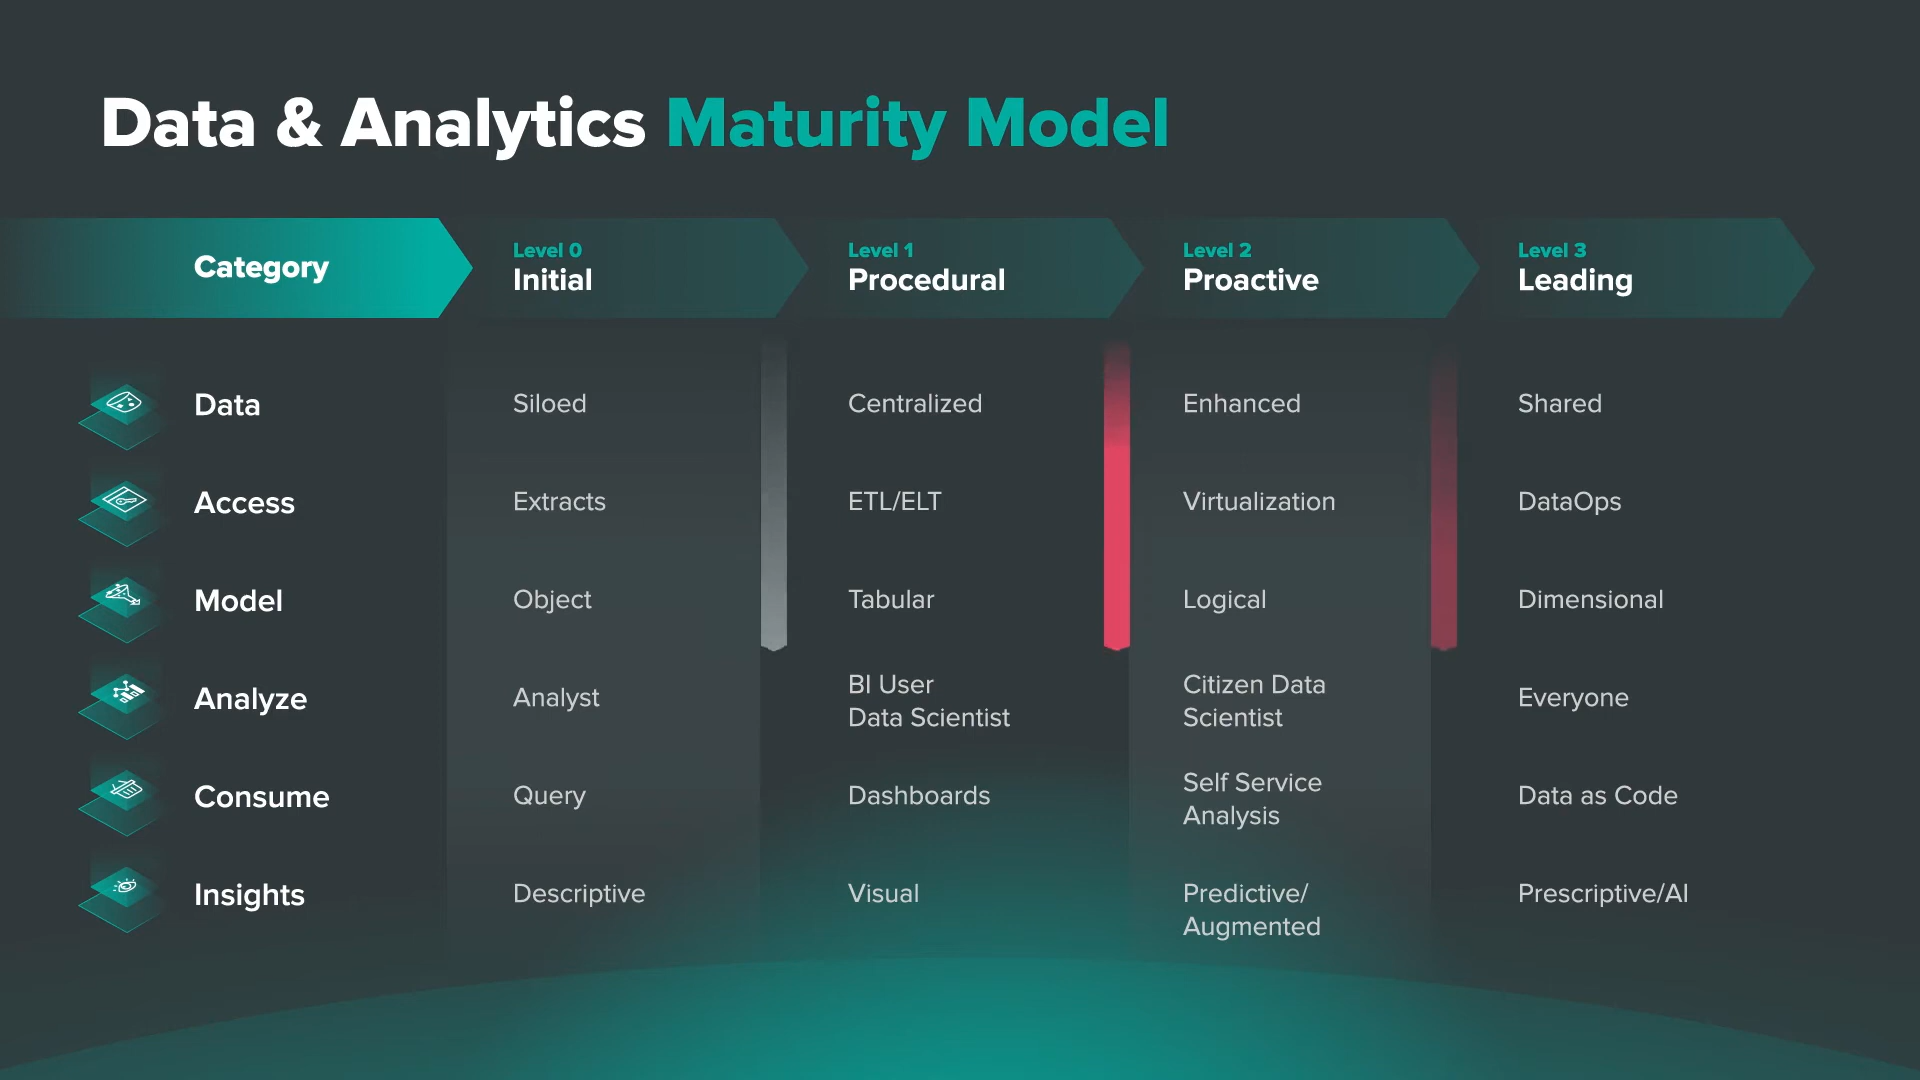 Data & Analytics Maturity Model
Category
Level 0
Initial
Level 1
Procedural
Level 2
Proactive
Level 3
Leading
Data
Siloed
Centralized
Enhanced
Shared
Access
Extracts
ETL/ELT
Virtualization
DataOps
Model
Object
Tabular
Logical
Dimensional
Analyze
Analyst
BI User
Data Scientist
Citizen Data
Scientist
Everyone
Consume
Query
Dashboards
Self Service
Analysis
Data as Code
Insights
Descriptive
Visual
Predictive/
Augmented
Prescriptive/AI